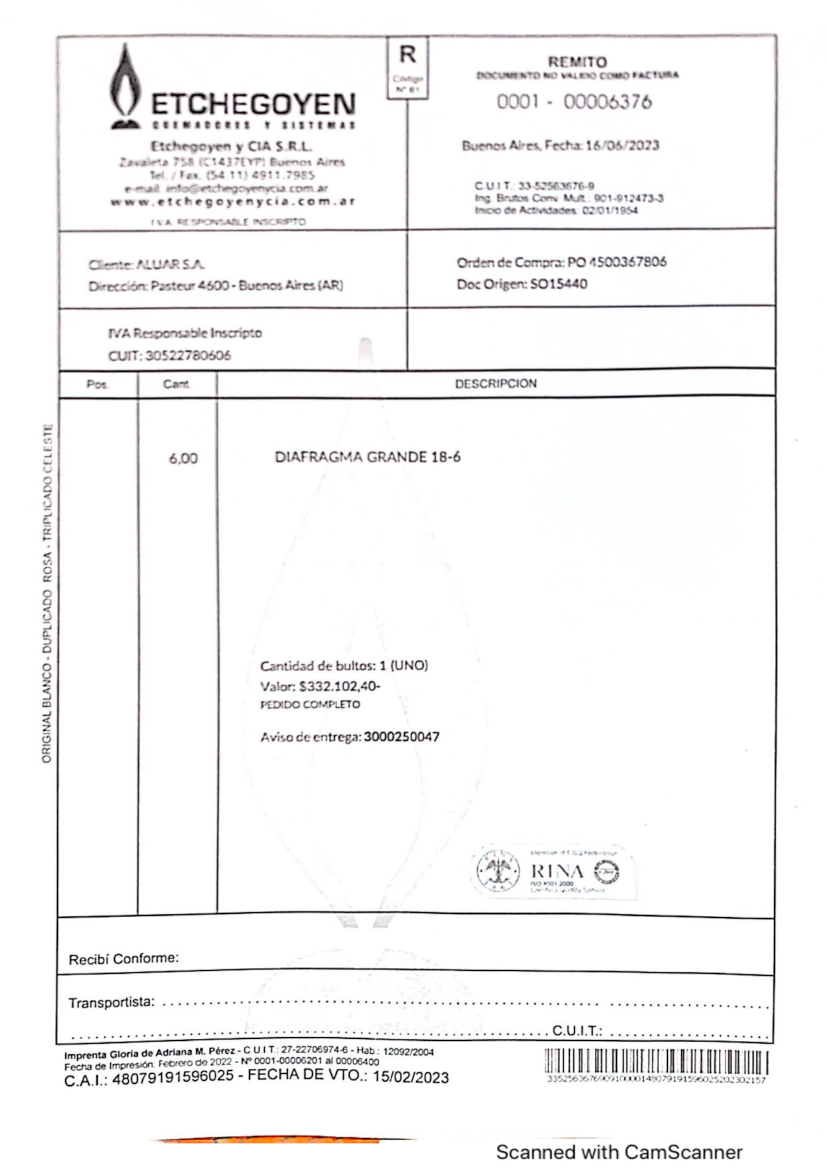 R
Código
N° 01
ETCHEGOYEN
QUEMADORES Y SISTEMAS
Etchegoyen y CIA S.R.L.
Zavaleta 758 (C1437EYP) Buenos Aires
Tel. / Fax. (54 11) 4911.7985
e-mail: info@etchegoyenycia.com.ar
www.etchegoyenycia.com.ar
I.V.A. RESPONSABLE INSCRIPTO
REMITO
DOCUMENTO NO VALIDO COMO FACTURA
0001 - 00006376
Buenos Aires, Fecha: 16/06/2023
C.U.I.T.: 33-52563676-9
Ing. Brutos Conv. Mult.: 901-912473-3
Inicio de Actividades: 02/01/1954
Cliente: ALUAR S.A.
Dirección: Pasteur 4600 - Buenos Aires (AR)
Orden de Compra: PO 4500367806
Doc Origen: SO15440
IVA Responsable Inscripto
CUIT: 30522780606
Pos. Cant. DESCRIPCION
6,00 DIAFRAGMA GRANDE 18-6
Cantidad de bultos: 1 (UNO)
Valor: $332.102,40-
PEDIDO COMPLETO
Aviso de entrega: 3000250047
RINA
ISO 9001:2000
ORIGINAL BLANCO - DUPLICADO ROSA - TRIPLICADO CELESTE
Recibí Conforme:
Transportista:
C.U.I.T.:
Imprenta Gloria de Adriana M. Pérez - C U I T.: 27-22706974-6 - Hab.: 12092/2004
Fecha de Impresión. Febrero de 2022 - N° 0001-00006201 al 00006400
C.A.I.: 48079191596025 - FECHA DE VTO.: 15/02/2023
335256367690910000148079191596025202302157
Scanned with CamScanner